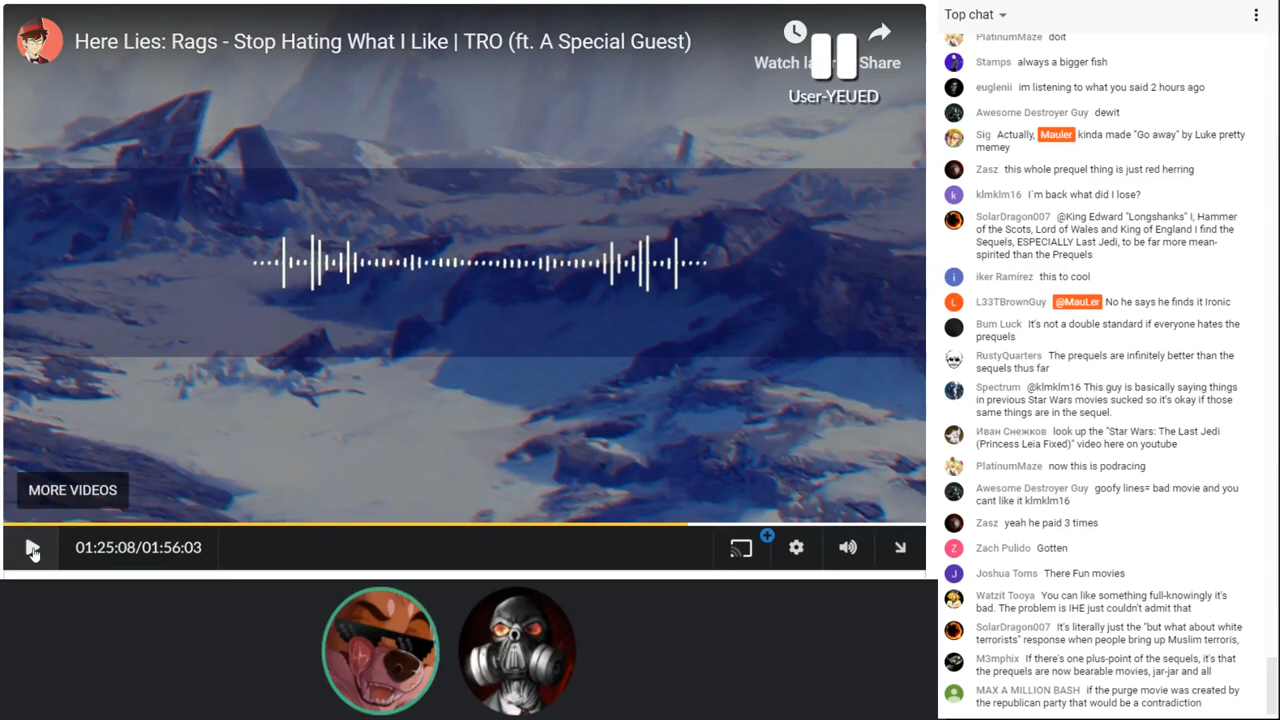 Here Lies: Rags - Stop Hating What I Like | TRO (ft. A Special Guest)
Watch la
Share
User-YEUED
MORE VIDEOS
01:25:08/01:56:03
Top chat
PlatinumMaze doit
Stamps always a bigger fish
euglenii im listening to what you said 2 hours ago
Awesome Destroyer Guy dewit
Sig Actually, Mauler kinda made "Go away" by Luke pretty
memey
Zasz this whole prequel thing is just red herring
k
klmklm16 I`m back what did I lose?
SolarDragon007 @King Edward "Longshanks" I, Hammer
of the Scots, Lord of Wales and King of England I find the
Sequels, ESPECIALLY Last Jedi, to be far more mean-
spirited than the Prequels
i
iker Ramírez this to cool
L
L33TBrownGuy @MauLer No he says he finds it Ironic
Bum Luck It's not a double standard if everyone hates the
prequels
RustyQuarters The prequels are infinitely better than the
sequels thus far
Spectrum @klmklm16 This guy is basically saying things
in previous Star Wars movies sucked so it's okay if those
same things are in the sequel.
Иван Снежков look up the "Star Wars: The Last Jedi
(Princess Leia Fixed)" video here on youtube
PlatinumMaze now this is podracing
Awesome Destroyer Guy goofy lines= bad movie and you
cant like it klmklm16
Zasz yeah he paid 3 times
Z
Zach Pulido Gotten
J
Joshua Toms There Fun movies
Watzit Tooya You can like something full-knowingly it's
bad. The problem is IHE just couldn't admit that
SolarDragon007 It's literally just the "but what about white
terrorists" response when people bring up Muslim terroris,
M3mphix If there's one plus-point of the sequels, it's that
the prequels are now bearable movies, jar-jar and all
MAX A MILLION BASH if the purge movie was created by
the republican party that would be a contradiction